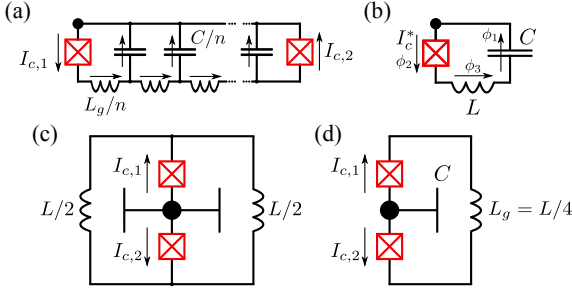 (a)
I_{c,1}
C/n
I_{c,2}
L_g/n
(b)
I_c^*
ϕ_1
C
ϕ_2
ϕ_3
L
(c)
I_{c,1}
L/2
L/2
I_{c,2}
(d)
I_{c,1}
C
L_g = L/4
I_{c,2}